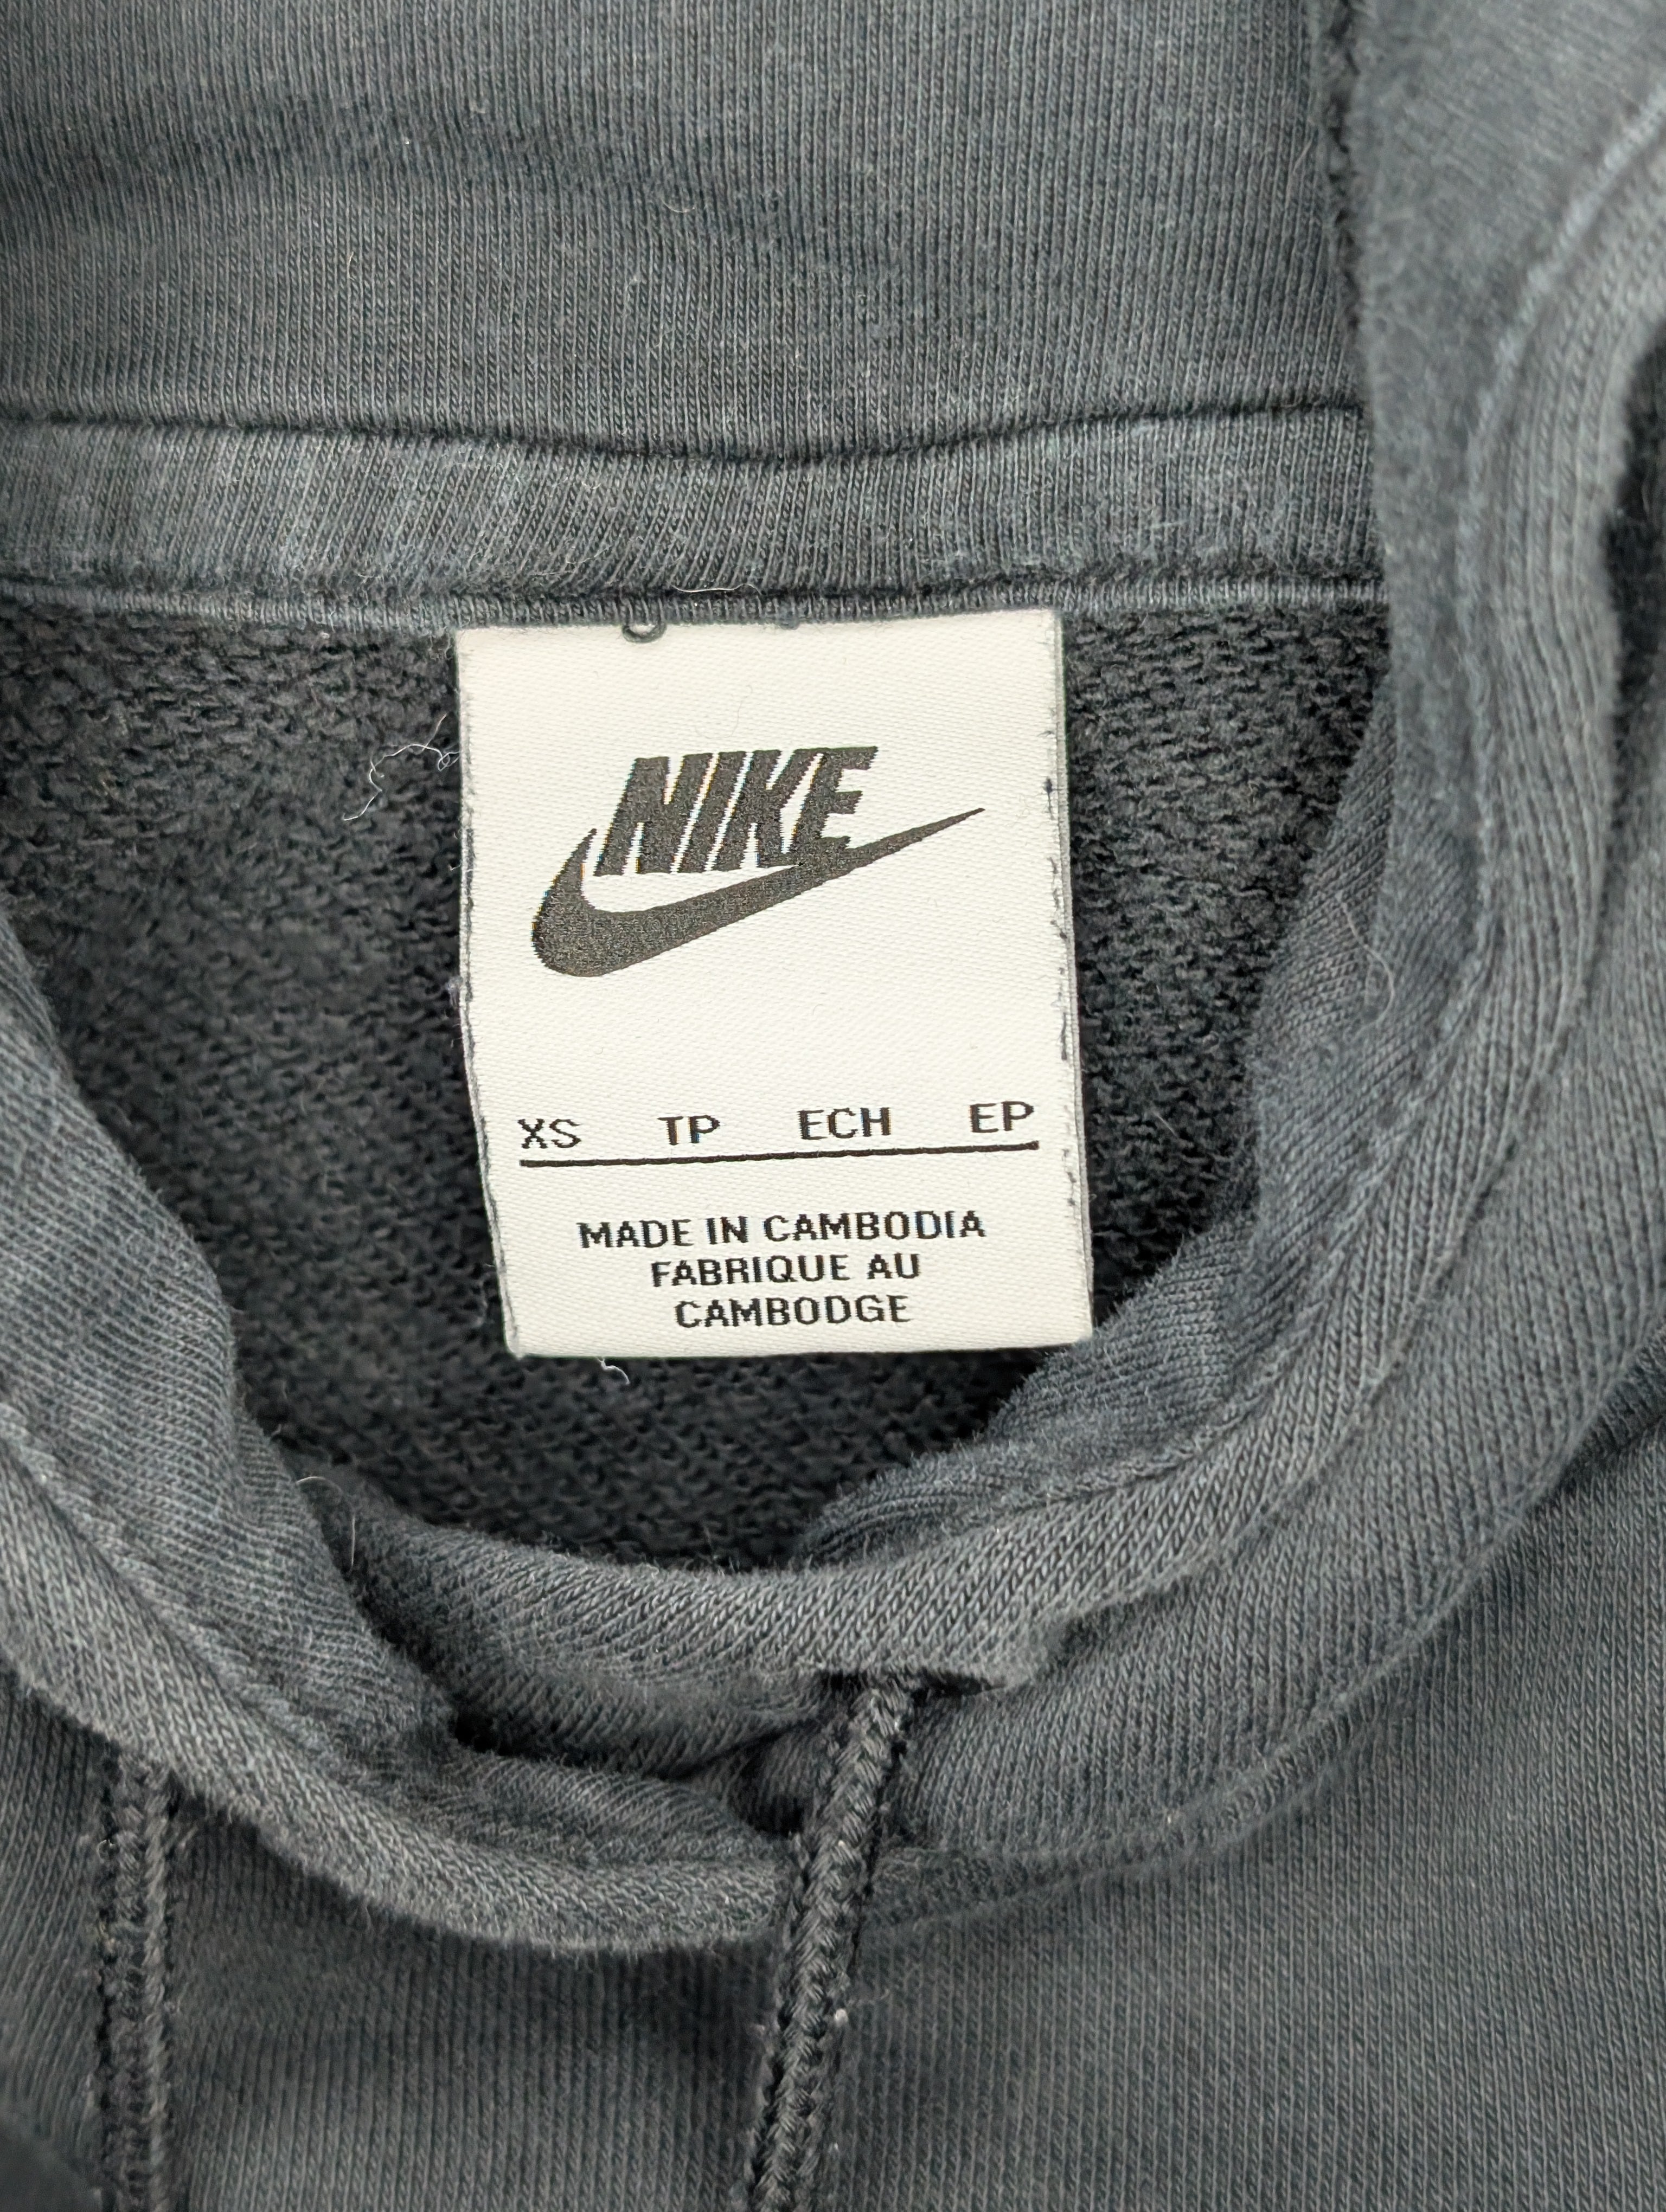 NIKE
XS TP ECH EP
MADE IN CAMBODIA
FABRIQUE AU
CAMBODGE